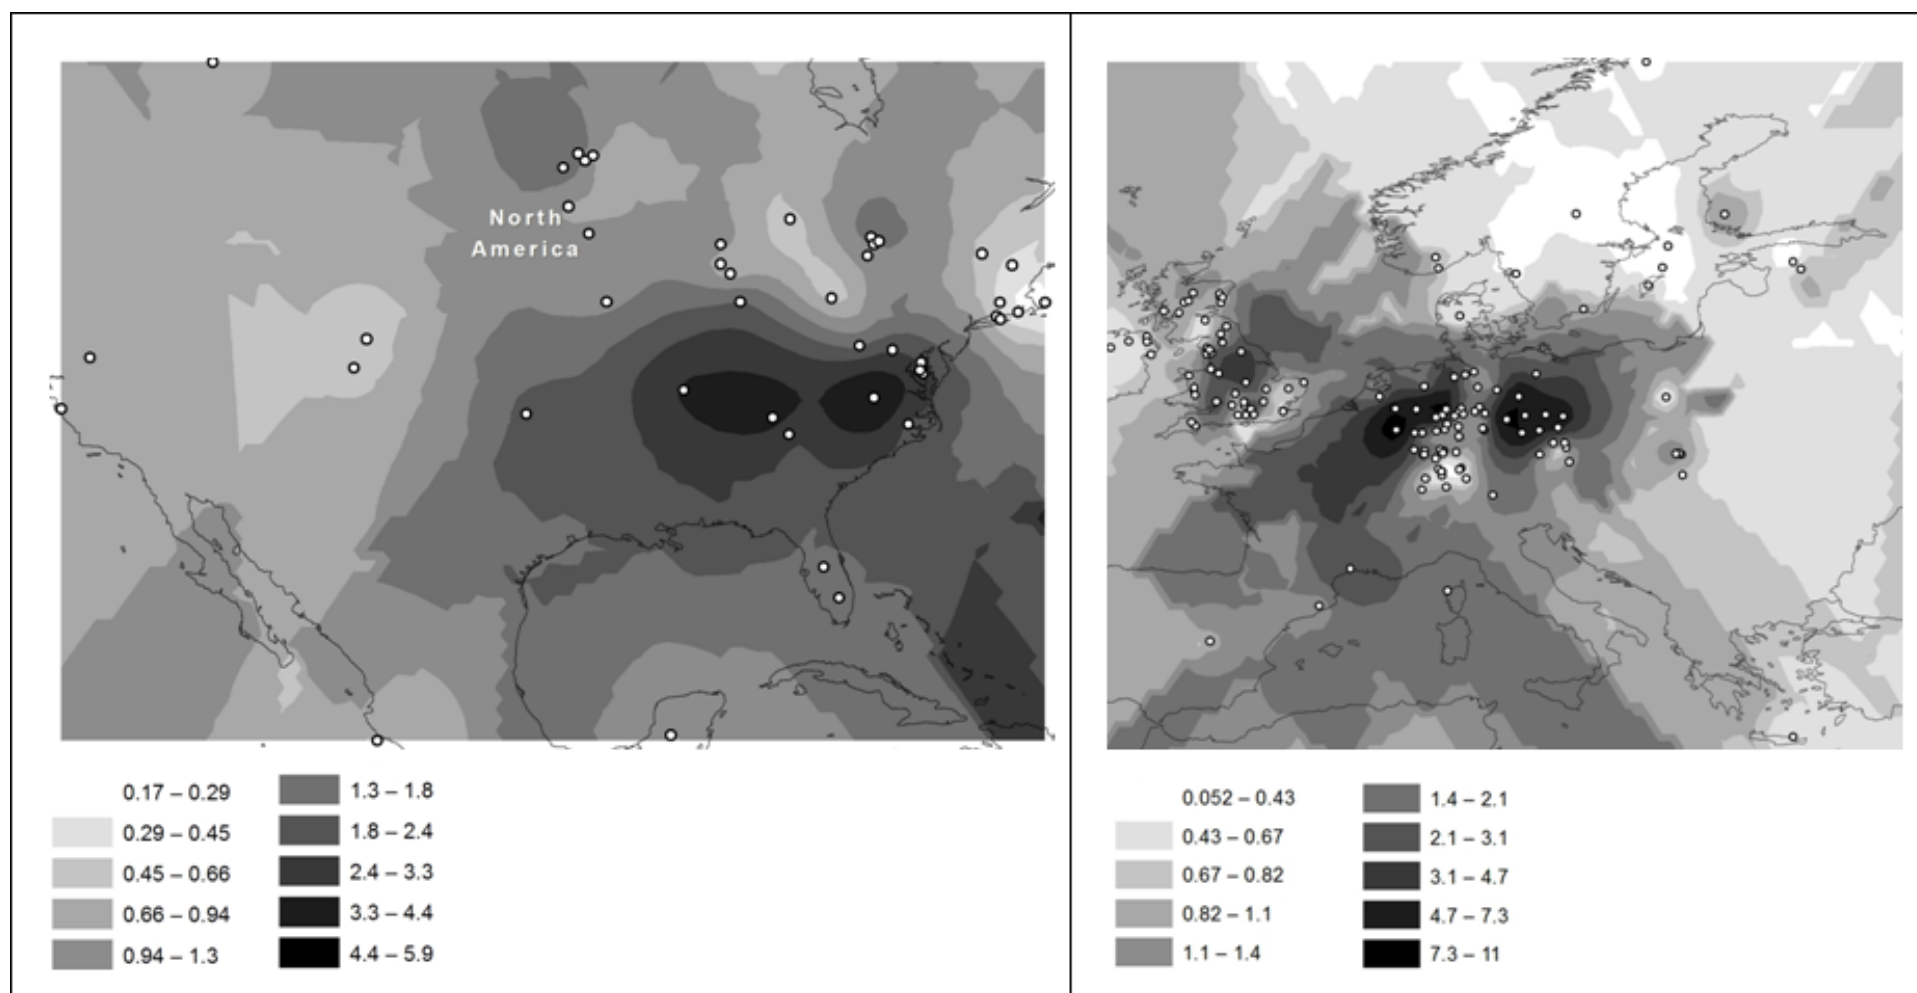 North
America
0.17 – 0.29
0.29 – 0.45
0.45 – 0.66
0.66 – 0.94
0.94 – 1.3
1.3 – 1.8
1.8 – 2.4
2.4 – 3.3
3.3 – 4.4
4.4 – 5.9
0.052 – 0.43
0.43 – 0.67
0.67 – 0.82
0.82 – 1.1
1.1 – 1.4
1.4 – 2.1
2.1 – 3.1
3.1 – 4.7
4.7 – 7.3
7.3 – 11